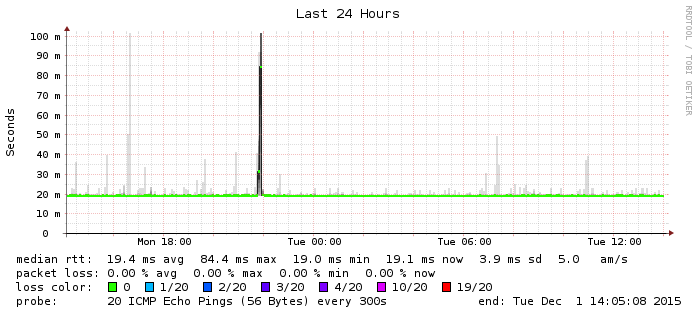 Last 24 Hours
RRDTOOL / TOBI OETIKER
Seconds
100 m
90 m
80 m
70 m
60 m
50 m
40 m
30 m
20 m
10 m
0
Mon 18:00 Tue 00:00 Tue 06:00 Tue 12:00
median rtt: 19.4 ms avg 84.4 ms max 19.0 ms min 19.1 ms now 3.9 ms sd 5.0 am/s
packet loss: 0.00 % avg 0.00 % max 0.00 % min 0.00 % now
loss color: 0 1/20 2/20 3/20 4/20 10/20 19/20
probe: 20 ICMP Echo Pings (56 Bytes) every 300s end: Tue Dec 1 14:05:08 2015